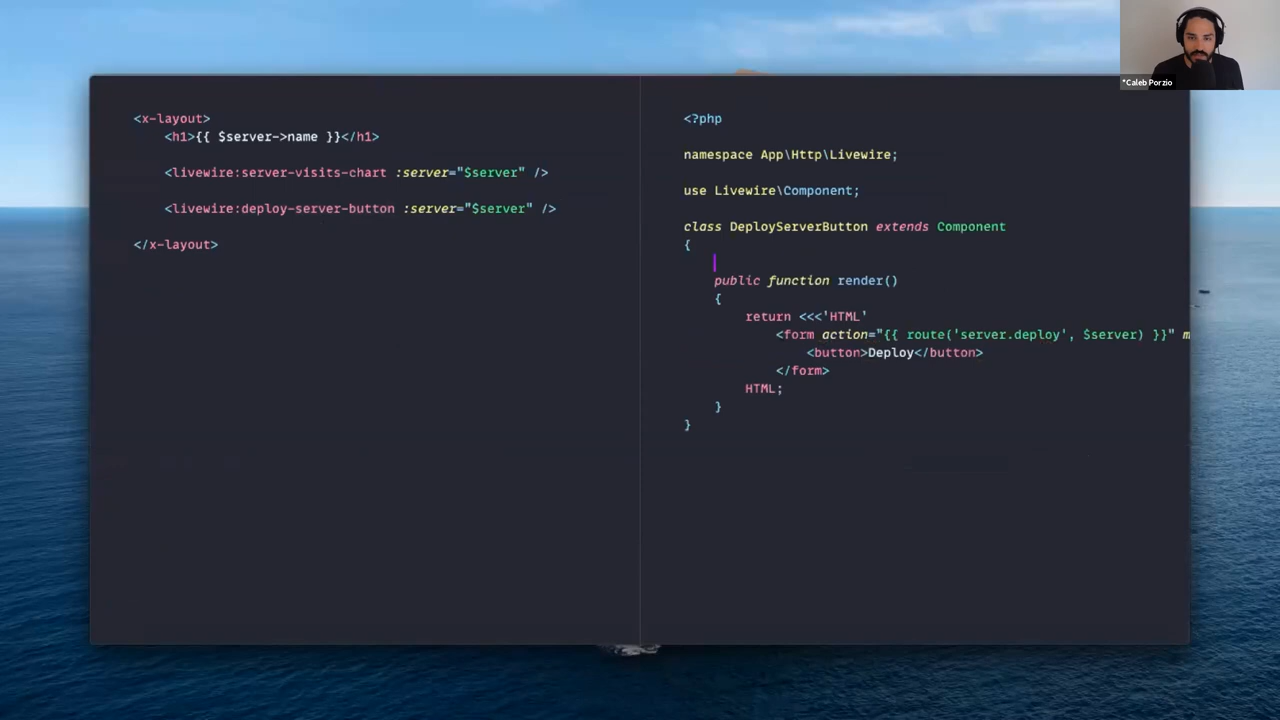 *Caleb Porzio
<x-layout>
<h1>{{ $server->name }}</h1>
<livewire:server-visits-chart :server="$server" />
<livewire:deploy-server-button :server="$server" />
</x-layout>
<?php
namespace App\Http\Livewire;
use Livewire\Component;
class DeployServerButton extends Component
{
public function render()
{
return <<<'HTML'
<form action="{{ route('server.deploy', $server) }}" m
<button>Deploy</button>
</form>
HTML;
}
}